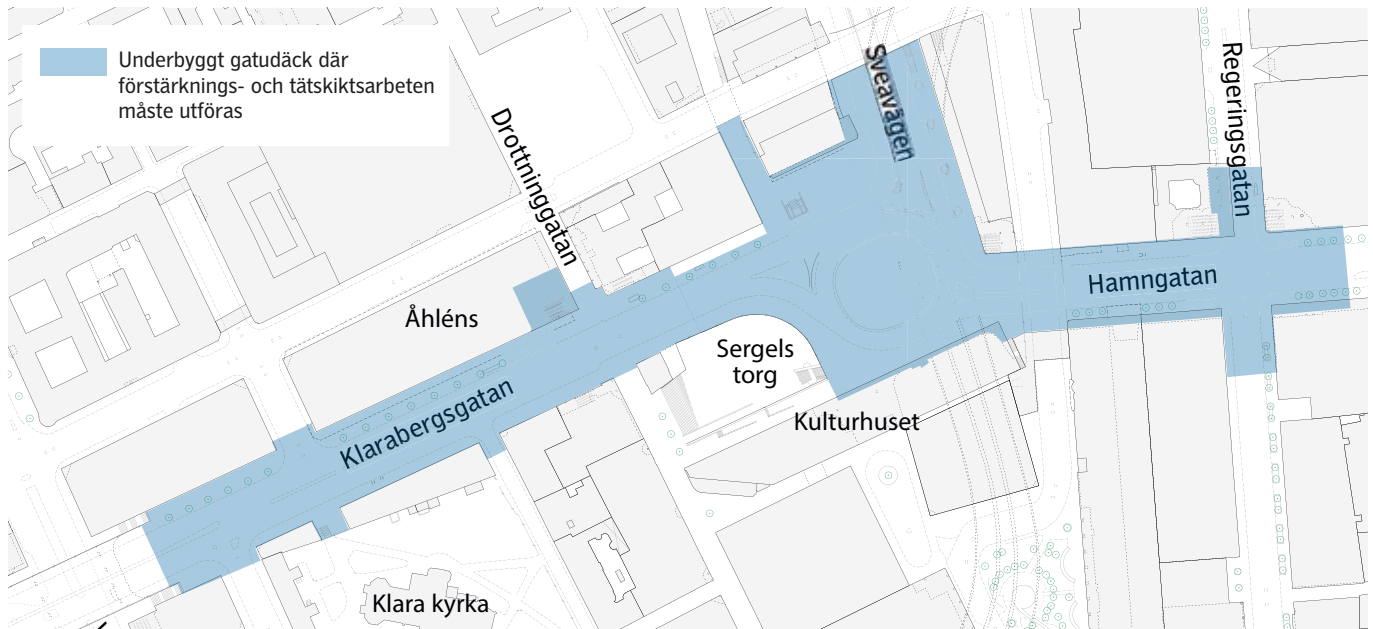 Underbyggt gatudäck där
förstärknings- och tätskiktsarbeten
måste utföras
Drottninggatan
Sveavägen
Regeringsgatan
Hamngatan
Åhléns
Sergels
torg
Klarabergsgatan
Kulturhuset
Klara kyrka